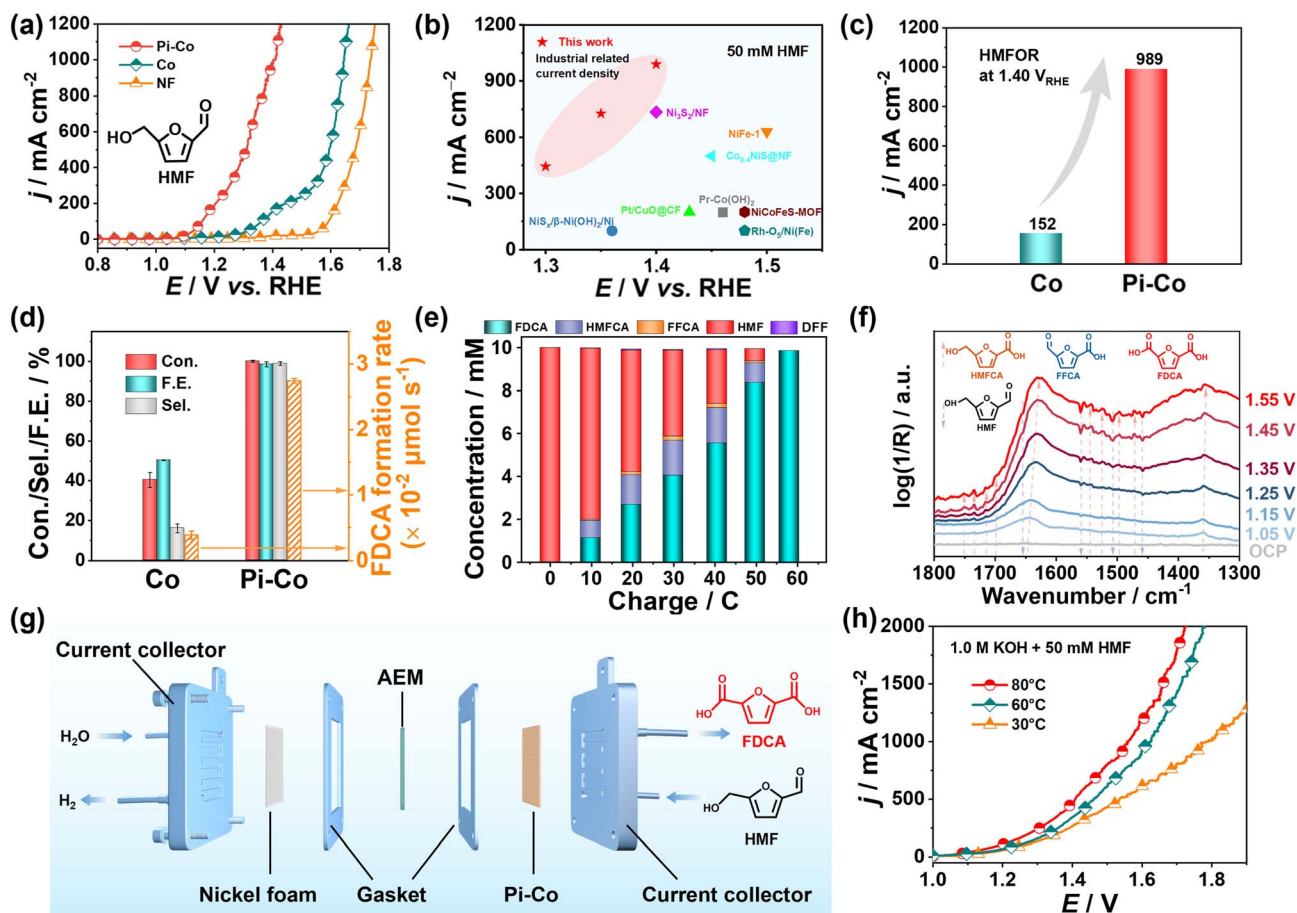 (a)
1200
1000
800
600
400
200
0
j / mA cm⁻²
Pi-Co
Co
NF
HO
O
O
HMF
0.8 1.0 1.2 1.4 1.6 1.8
E / V vs. RHE
(b)
1200
900
600
300
0
j / mA cm⁻²
This work
Industrial related
current density
50 mM HMF
Ni₃S₂/NF
NiFe-1
Co₀.₄NiS@NF
Pr-Co(OH)₂
Pt/CuO@CF
NiCoFeS-MOF
NiSₓ/β-Ni(OH)₂/Ni
Rh-O₅/Ni(Fe)
1.3 1.4 1.5
E / V vs. RHE
(c)
1400
1200
1000
800
600
400
200
0
j / mA cm⁻²
HMFOR
at 1.40 V_RHE
989
152
Co Pi-Co
(d)
100
80
60
40
20
0
Con./Sel./F.E. / %
Con.
F.E.
Sel.
3
2
1
0
FDCA formation rate
(× 10⁻² μmol s⁻¹)
Co Pi-Co
(e)
FDCA HMFCA FFCA HMF DFF
10
8
6
4
2
0
Concentration / mM
0 10 20 30 40 50 60
Charge / C
(f)
log(1/R) / a.u.
HO O O OH
HMFCA
O O O OH
FFCA
O HO O O OH
FDCA
HO O O
HMF
1.55 V
1.45 V
1.35 V
1.25 V
1.15 V
1.05 V
OCP
1800 1700 1600 1500 1400 1300
Wavenumber / cm⁻¹
(g)
Current collector
AEM
H₂O
H₂
O O O
HO OH
FDCA
HO O O
HMF
Nickel foam
Gasket
Pi-Co
Current collector
(h)
2000
1500
1000
500
0
j / mA cm⁻²
1.0 M KOH + 50 mM HMF
80°C
60°C
30°C
1.0 1.2 1.4 1.6 1.8
E / V